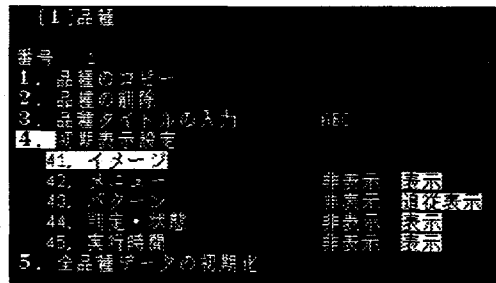 [1]品種
番号 1
1. 品種のコピー
2. 品種の削除
3. 品種タイトルの入力 ABC
4. 初期表示設定
41. イメージ
42. メニュー 非表示 表示
43. パターン 非表示 追従表示
44. 判定・状態 非表示 表示
45. 実行時間 非表示 表示
5. 全品種データの初期化